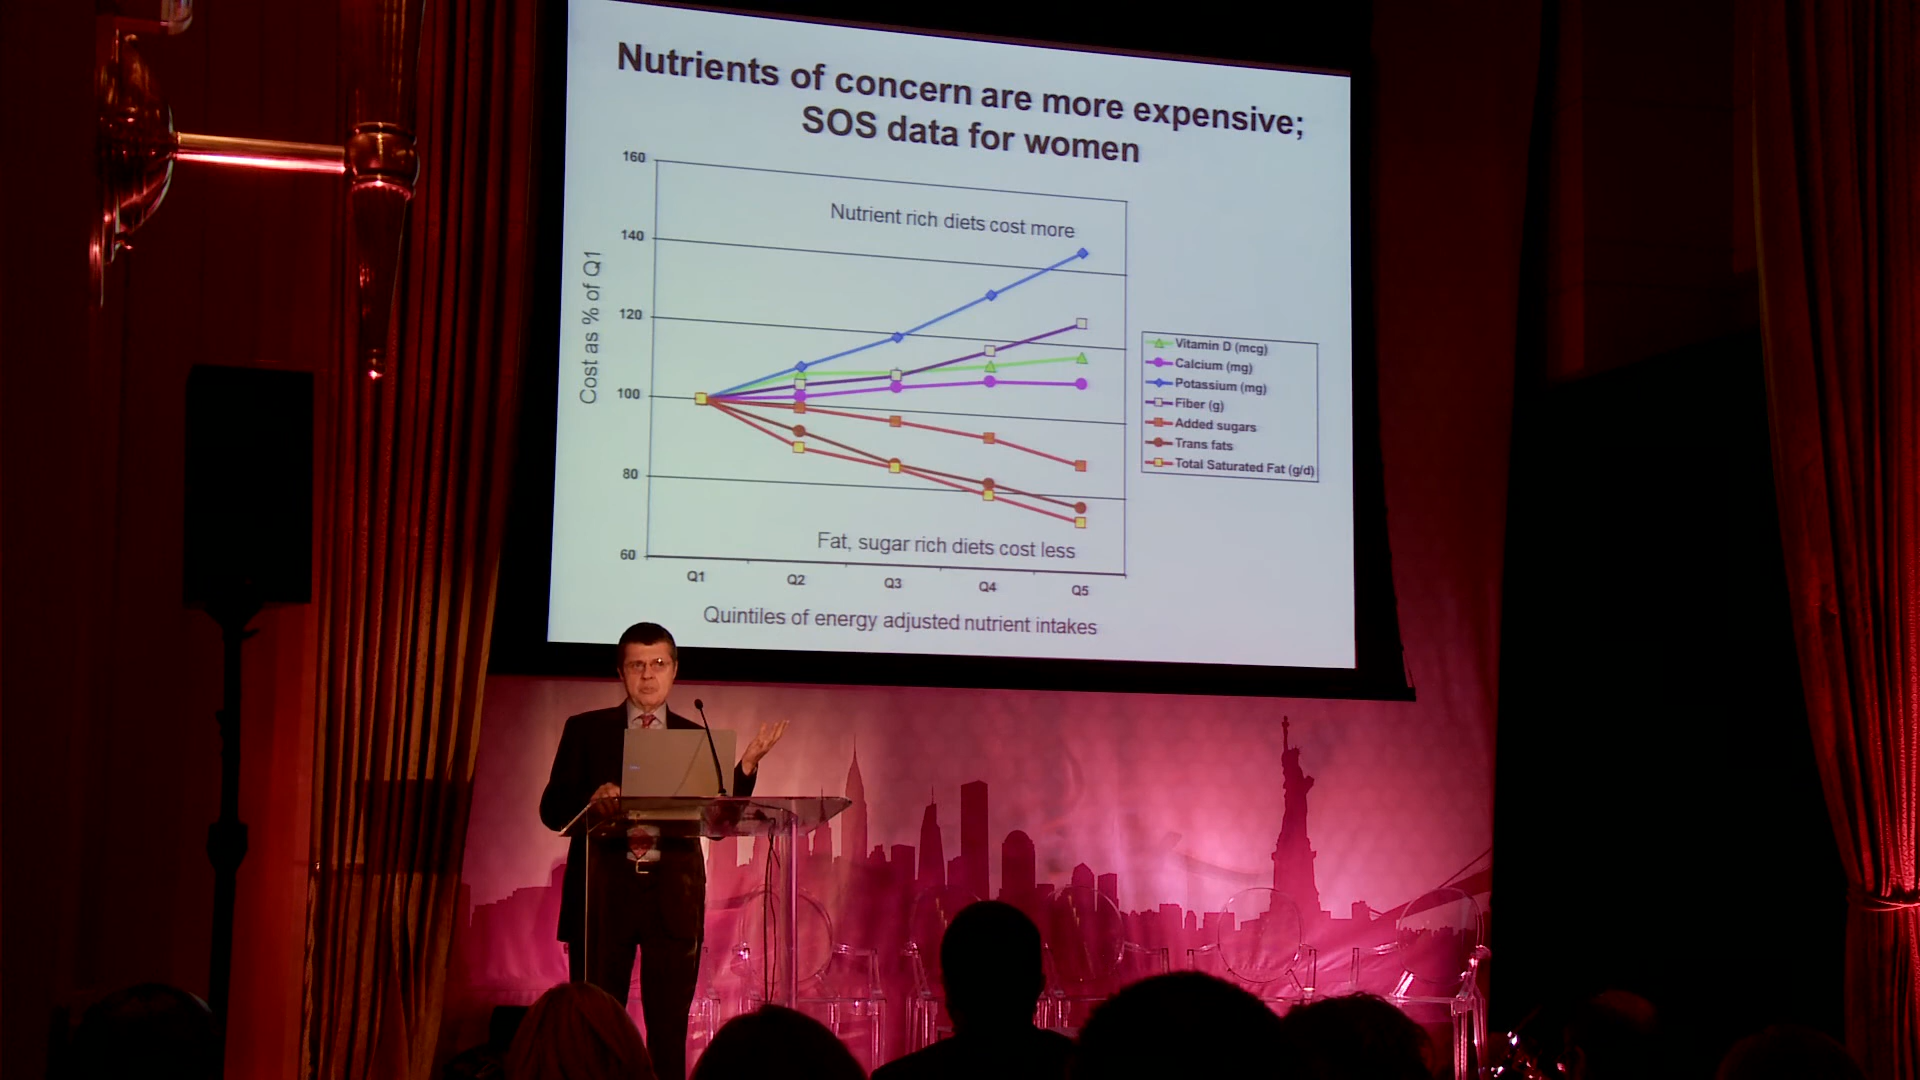 Nutrients of concern are more expensive;
SOS data for women
160
140
120
100
80
60
Cost as % of Q1
Nutrient rich diets cost more
Fat, sugar rich diets cost less
Vitamin D (mcg)
Calcium (mg)
Potassium (mg)
Fiber (g)
Added sugars
Trans fats
Total Saturated Fat (g/d)
Q1 Q2 Q3 Q4 Q5
Quintiles of energy adjusted nutrient intakes